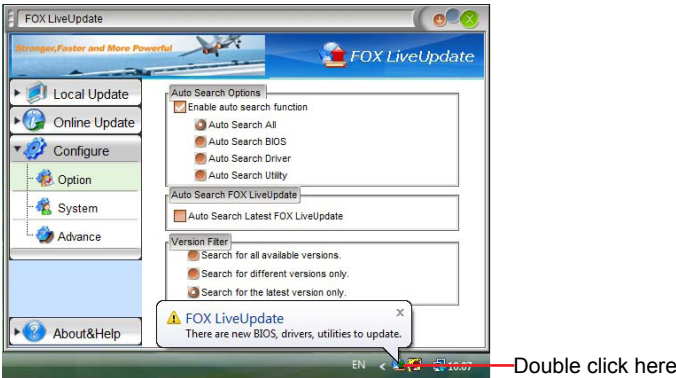 FOX LiveUpdate
Stronger,Faster and More Powerful
FOX LiveUpdate
Local Update
Online Update
Configure
Option
System
Advance
About&Help
Auto Search Options
Enable auto search function
Auto Search All
Auto Search BIOS
Auto Search Driver
Auto Search Utility
Auto Search FOX LiveUpdate
Auto Search Latest FOX LiveUpdate
Version Filter
Search for all available versions.
Search for different versions only.
Search for the latest version only.
FOX LiveUpdate
There are new BIOS, drivers, utilities to update.
EN
Double click here